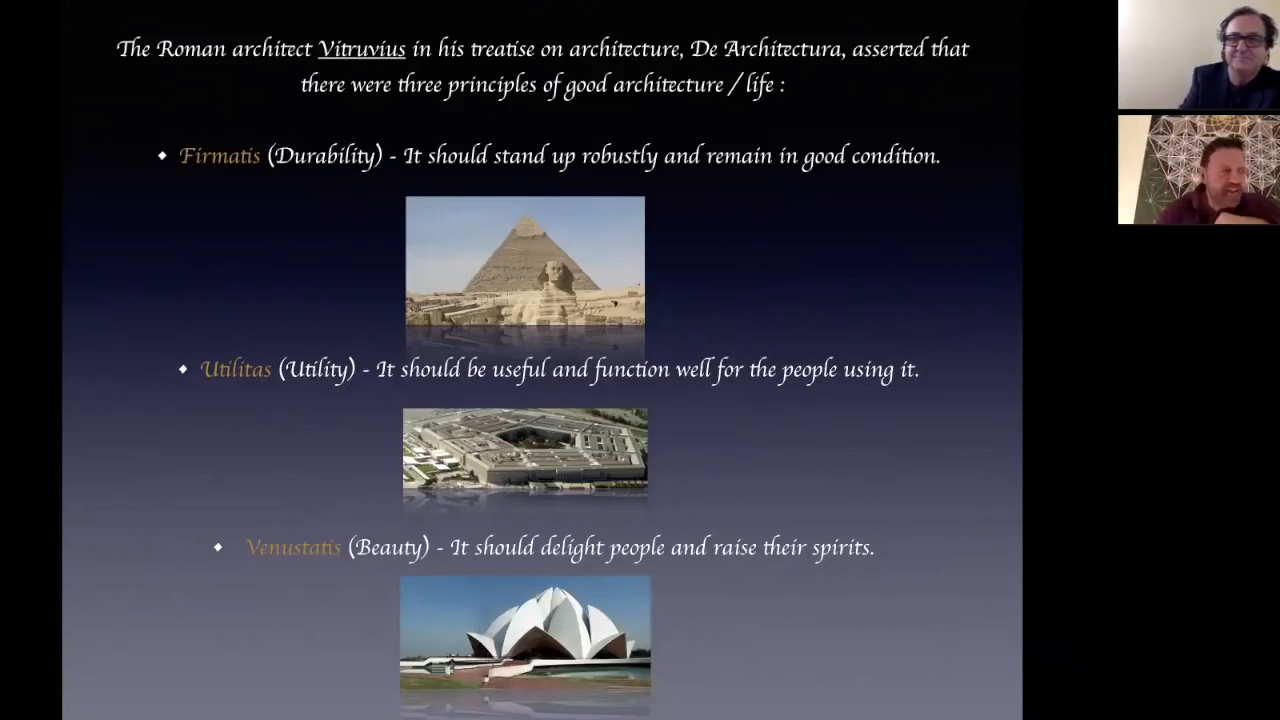 The Roman architect Vitruvius in his treatise on architecture, De Architectura, asserted that
there were three principles of good architecture / life :
◆ Firmatis (Durability) - It should stand up robustly and remain in good condition.
◆ Utilitas (Utility) - It should be useful and function well for the people using it.
◆ Venustatis (Beauty) - It should delight people and raise their spirits.